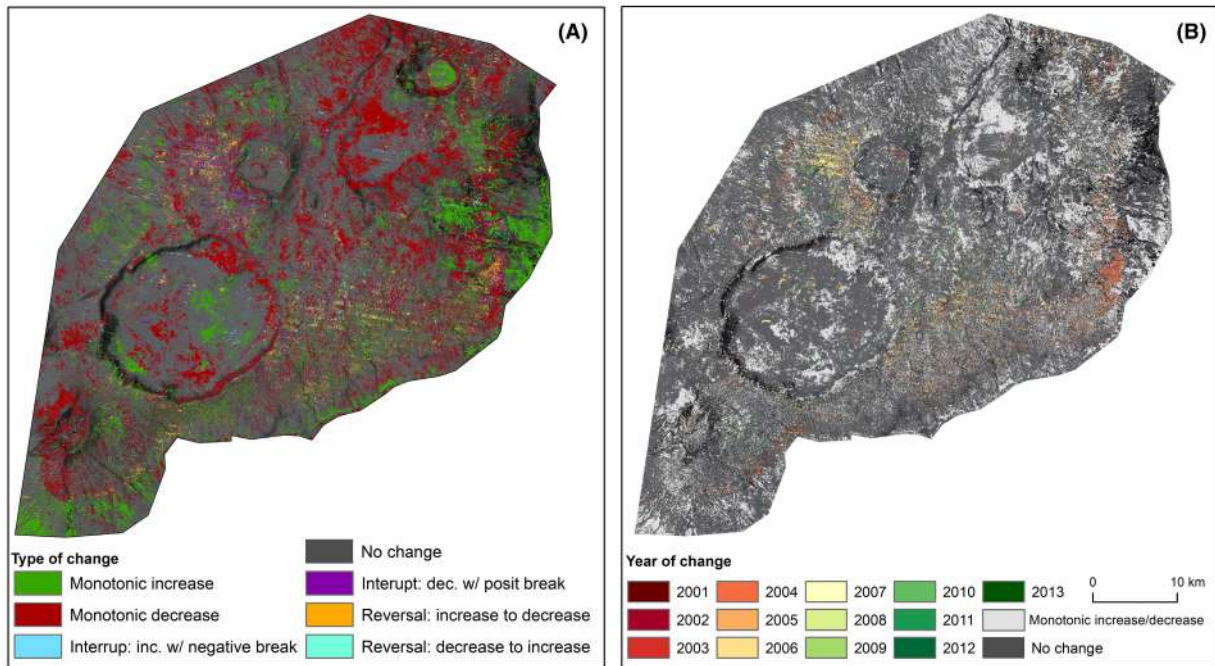 (A)
Type of change
Monotonic increase
Monotonic decrease
Interrup: inc. w/ negative break
No change
Interupt: dec. w/ posit break
Reversal: increase to decrease
Reversal: decrease to increase
(B)
Year of change
2001
2002
2003
2004
2005
2006
2007
2008
2009
2010
2011
2012
2013
Monotonic increase/decrease
No change
0 10 km